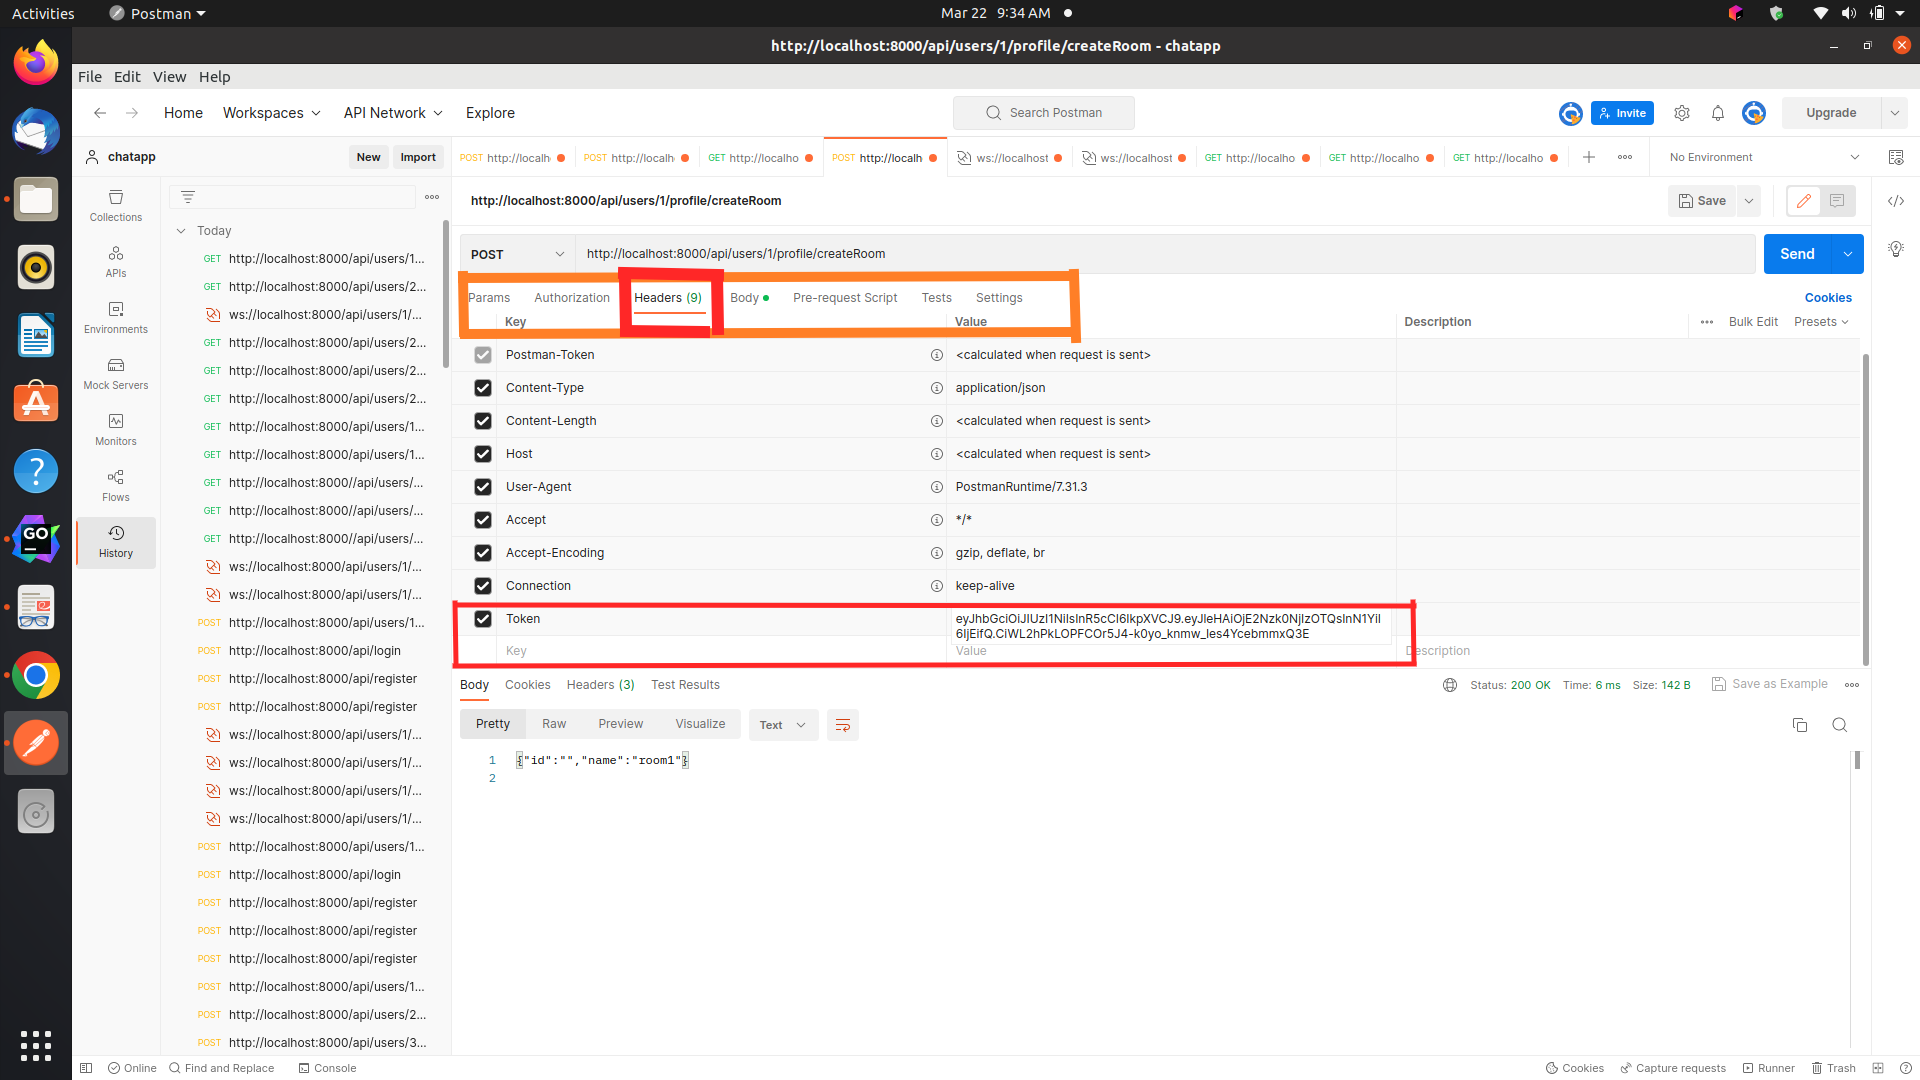 Activities
Postman
Mar 22 9:34 AM
http://localhost:8000/api/users/1/profile/createRoom - chatapp
File Edit View Help
Home Workspaces API Network Explore
Search Postman
Invite
Upgrade
chatapp
New Import
POST http://localh
POST http://localh
GET http://localho
POST http://localh
ws://localhost
ws://localhost
GET http://localho
GET http://localho
GET http://localho
No Environment
Collections
APIs
Environments
Mock Servers
Monitors
Flows
History
Today
GET http://localhost:8000/api/users/1...
GET http://localhost:8000/api/users/2...
ws://localhost:8000/api/users/1/...
GET http://localhost:8000/api/users/2...
GET http://localhost:8000/api/users/2...
GET http://localhost:8000/api/users/2...
GET http://localhost:8000/api/users/1...
GET http://localhost:8000/api/users/1...
GET http://localhost:8000//api/users/...
GET http://localhost:8000//api/users/...
GET http://localhost:8000//api/users/...
ws://localhost:8000/api/users/1/...
ws://localhost:8000/api/users/1/...
POST http://localhost:8000/api/users/1...
POST http://localhost:8000/api/login
POST http://localhost:8000/api/register
POST http://localhost:8000/api/register
ws://localhost:8000/api/users/1/...
ws://localhost:8000/api/users/1/...
ws://localhost:8000/api/users/1/...
ws://localhost:8000/api/users/1/...
POST http://localhost:8000/api/users/1...
POST http://localhost:8000/api/login
POST http://localhost:8000/api/register
POST http://localhost:8000/api/register
POST http://localhost:8000/api/register
POST http://localhost:8000/api/users/1...
POST http://localhost:8000/api/users/2...
POST http://localhost:8000/api/users/3...
http://localhost:8000/api/users/1/profile/createRoom
Save
POST http://localhost:8000/api/users/1/profile/createRoom
Send
Params Authorization Headers (9) Body Pre-request Script Tests Settings
Cookies
Key Value Description
Bulk Edit Presets
Postman-Token <calculated when request is sent>
Content-Type application/json
Content-Length <calculated when request is sent>
Host <calculated when request is sent>
User-Agent PostmanRuntime/7.31.3
Accept */*
Accept-Encoding gzip, deflate, br
Connection keep-alive
Token eyJhbGciOiJIUzI1NiIsInR5cCI6IkpXVCJ9.eyJleHAiOjE2Nzk0NjIzOTQsInN1YiI
6IjEifQ.CiWL2hPkLOPFCOr5J4-k0yo_knmw_Ies4YcebmmxQ3E
Key Value Description
Body Cookies Headers (3) Test Results
Status: 200 OK Time: 6 ms Size: 142 B
Save as Example
Pretty Raw Preview Visualize
Text
1 {"id":"","name":"room1"}
2
GO
Online
Find and Replace
Console
Cookies
Capture requests
Runner
Trash